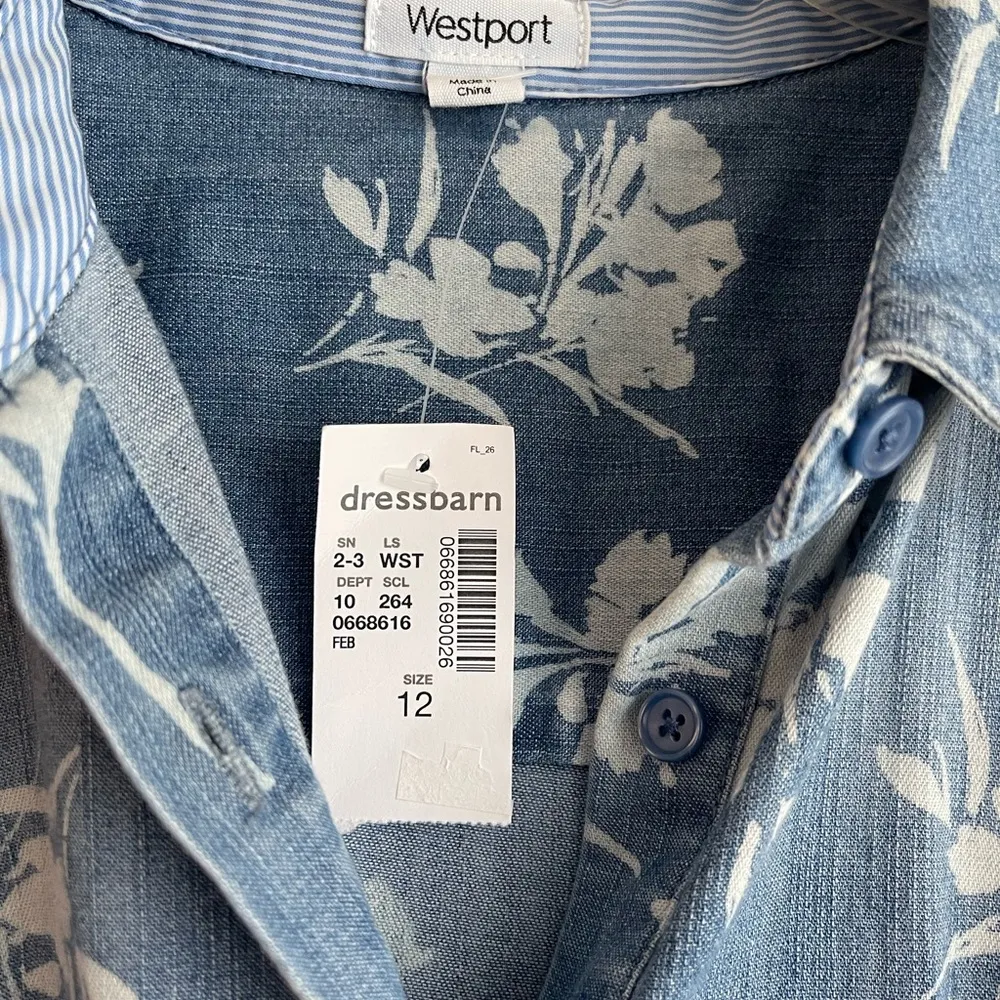 Westport
Made in
China
FL_26
dressbarn
SN LS
2-3 WST
DEPT SCL
10 264
0668616
FEB
066861690026
SIZE
12